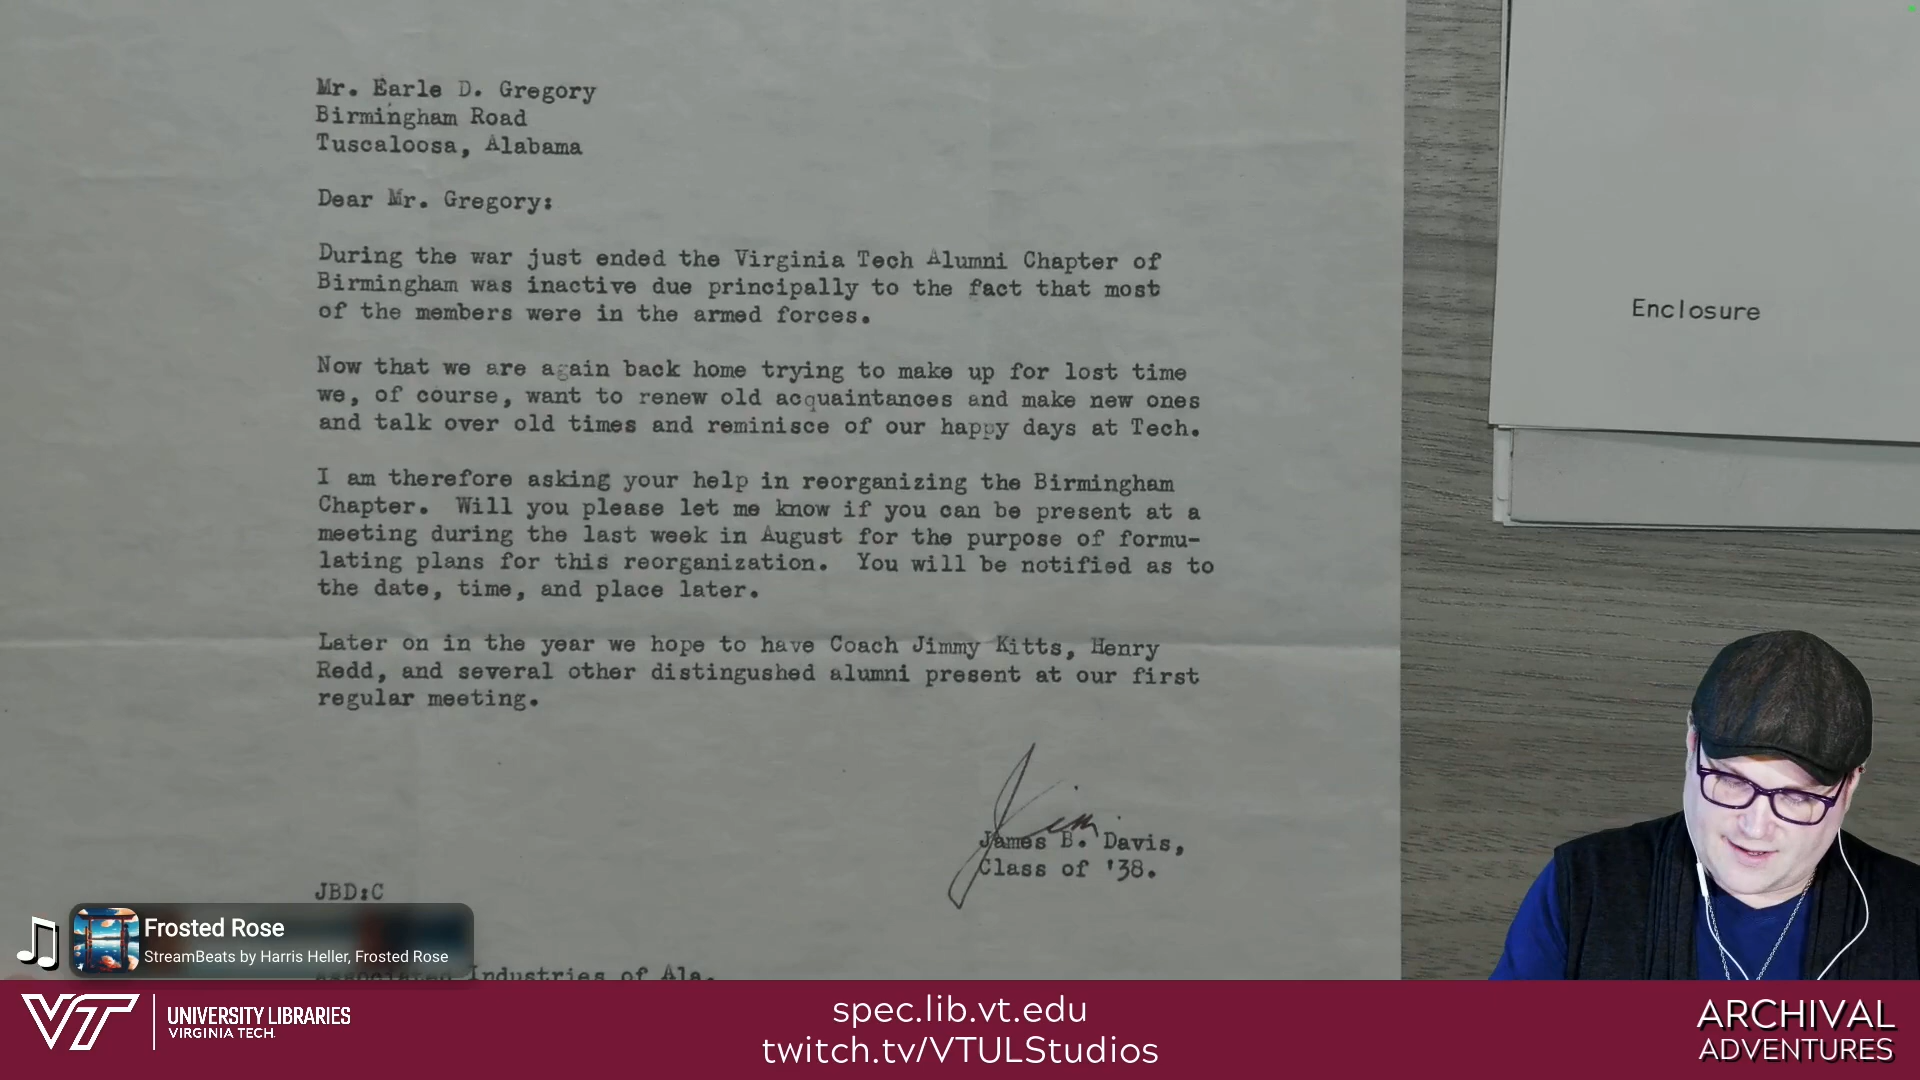 Mr. Earle D. Gregory
Birmingham Road
Tuscaloosa, Alabama
Dear Mr. Gregory:
During the war just ended the Virginia Tech Alumni Chapter of
Birmingham was inactive due principally to the fact that most
of the members were in the armed forces.
Now that we are again back home trying to make up for lost time
we, of course, want to renew old acquaintances and make new ones
and talk over old times and reminisce of our happy days at Tech.
I am therefore asking your help in reorganizing the Birmingham
Chapter. Will you please let me know if you can be present at a
meeting during the last week in August for the purpose of formu-
lating plans for this reorganization. You will be notified as to
the date, time, and place later.
Later on in the year we hope to have Coach Jimmy Kitts, Henry
Redd, and several other distingushed alumni present at our first
regular meeting.
Jim
James B. Davis,
Class of '38.
JBD:C
Associated Industries of Ala.
Enclosure
Frosted Rose
StreamBeats by Harris Heller, Frosted Rose
VT
UNIVERSITY LIBRARIES
VIRGINIA TECH.
spec.lib.vt.edu
twitch.tv/VTULStudios
ARCHIVAL
ADVENTURES